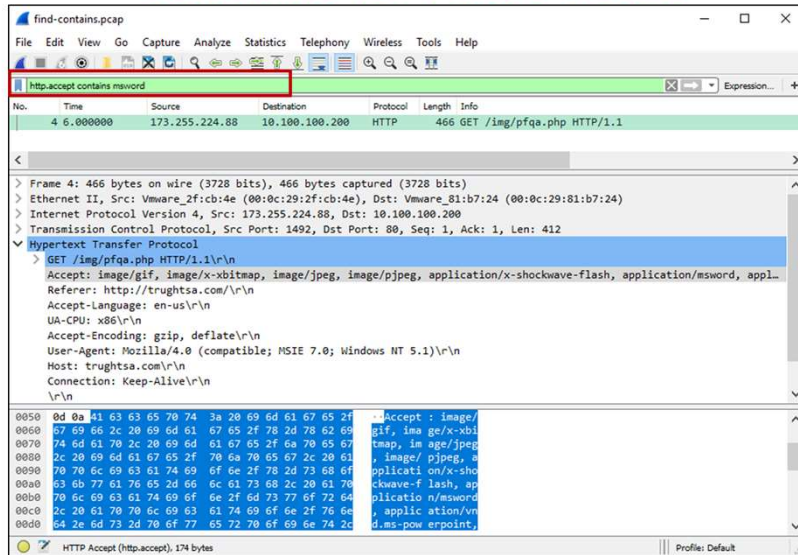 find-contains.pcap
File Edit View Go Capture Analyze Statistics Telephony Wireless Tools Help
http.accept contains msword
Expression... +
No. Time Source Destination Protocol Length Info
4 6.000000 173.255.224.88 10.100.100.200 HTTP 466 GET /img/pfqa.php HTTP/1.1
> Frame 4: 466 bytes on wire (3728 bits), 466 bytes captured (3728 bits)
> Ethernet II, Src: Vmware_2f:cb:4e (00:0c:29:2f:cb:4e), Dst: Vmware_81:b7:24 (00:0c:29:81:b7:24)
> Internet Protocol Version 4, Src: 173.255.224.88, Dst: 10.100.100.200
> Transmission Control Protocol, Src Port: 1492, Dst Port: 80, Seq: 1, Ack: 1, Len: 412
Hypertext Transfer Protocol
> GET /img/pfqa.php HTTP/1.1\r\n
Accept: image/gif, image/x-xbitmap, image/jpeg, image/pjpeg, application/x-shockwave-flash, application/msword, appl…
Referer: http://trughtsa.com/\r\n
Accept-Language: en-us\r\n
UA-CPU: x86\r\n
Accept-Encoding: gzip, deflate\r\n
User-Agent: Mozilla/4.0 (compatible; MSIE 7.0; Windows NT 5.1)\r\n
Host: trughtsa.com\r\n
Connection: Keep-Alive\r\n
\r\n
0050 0d 0a 41 63 63 65 70 74 3a 20 69 6d 61 67 65 2f ··Accept : image/
0060 67 69 66 2c 20 69 6d 61 67 65 2f 78 2d 78 62 69 gif, ima ge/x-xbi
0070 74 6d 61 70 2c 20 69 6d 61 67 65 2f 6a 70 65 67 tmap, im age/jpeg
0080 2c 20 69 6d 61 67 65 2f 70 6a 70 65 67 2c 20 61 , image/ pjpeg, a
0090 70 70 6c 69 63 61 74 69 6f 6e 2f 78 2d 73 68 6f pplicati on/x-sho
00a0 63 6b 77 61 76 65 2d 66 6c 61 73 68 2c 20 61 70 ckwave-f lash, ap
00b0 70 6c 69 63 61 74 69 6f 6e 2f 6d 73 77 6f 72 64 plicatio n/msword
00c0 2c 20 61 70 70 6c 69 63 61 74 69 6f 6e 2f 76 6e , applic ation/vn
00d0 64 2e 6d 73 2d 70 6f 77 65 72 70 6f 69 6e 74 2c d.ms-pow erpoint,
HTTP Accept (http.accept), 174 bytes Profile: Default